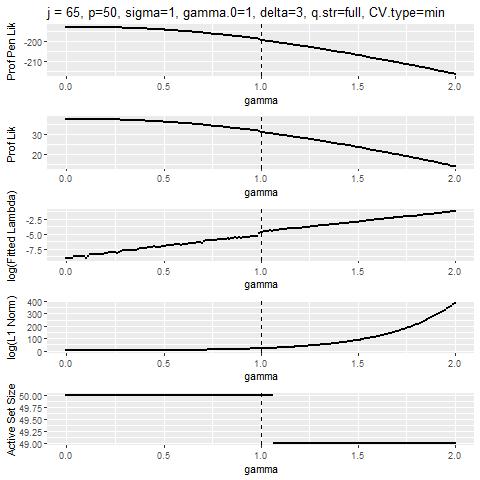 j = 65, p=50, sigma=1, gamma.0=1, delta=3, q.str=full, CV.type=min
Prof Pen Lik
-200
-210
0.0 0.5 1.0 1.5 2.0
gamma
Prof Lik
30
20
0.0 0.5 1.0 1.5 2.0
gamma
log(Fitted Lambda)
-2.5
-5.0
-7.5
0.0 0.5 1.0 1.5 2.0
gamma
log(L1 Norm)
400
300
200
100
0
0.0 0.5 1.0 1.5 2.0
gamma
Active Set Size
50.00
49.75
49.50
49.25
49.00
0.0 0.5 1.0 1.5 2.0
gamma